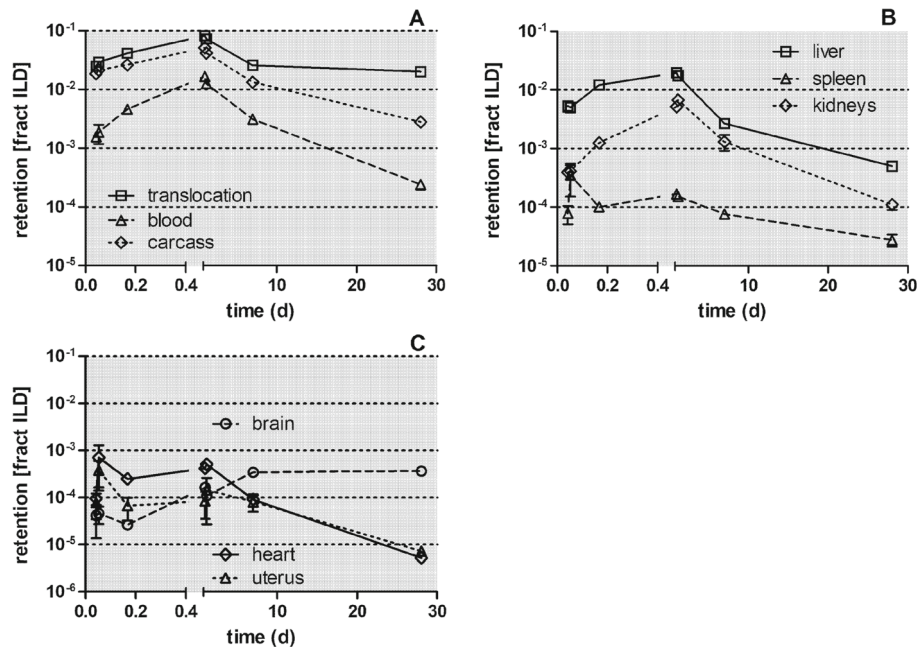 A
retention [fract ILD]
10⁻¹
10⁻²
10⁻³
10⁻⁴
10⁻⁵
translocation
blood
carcass
0.0 0.2 0.4 10 20 30
time (d)
B
retention [fract ILD]
10⁻¹
10⁻²
10⁻³
10⁻⁴
10⁻⁵
liver
spleen
kidneys
0.0 0.2 0.4 10 20 30
time (d)
C
retention [fract ILD]
10⁻¹
10⁻²
10⁻³
10⁻⁴
10⁻⁵
10⁻⁶
brain
heart
uterus
0.0 0.2 0.4 10 20 30
time (d)